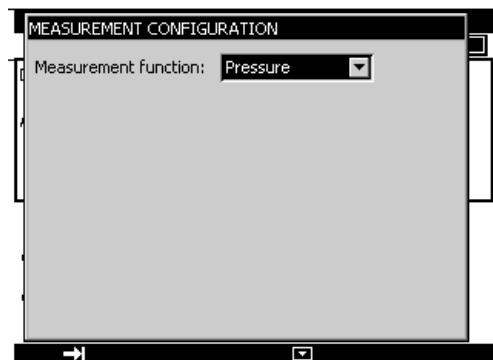 MEASUREMENT CONFIGURATION
Measurement function: Pressure